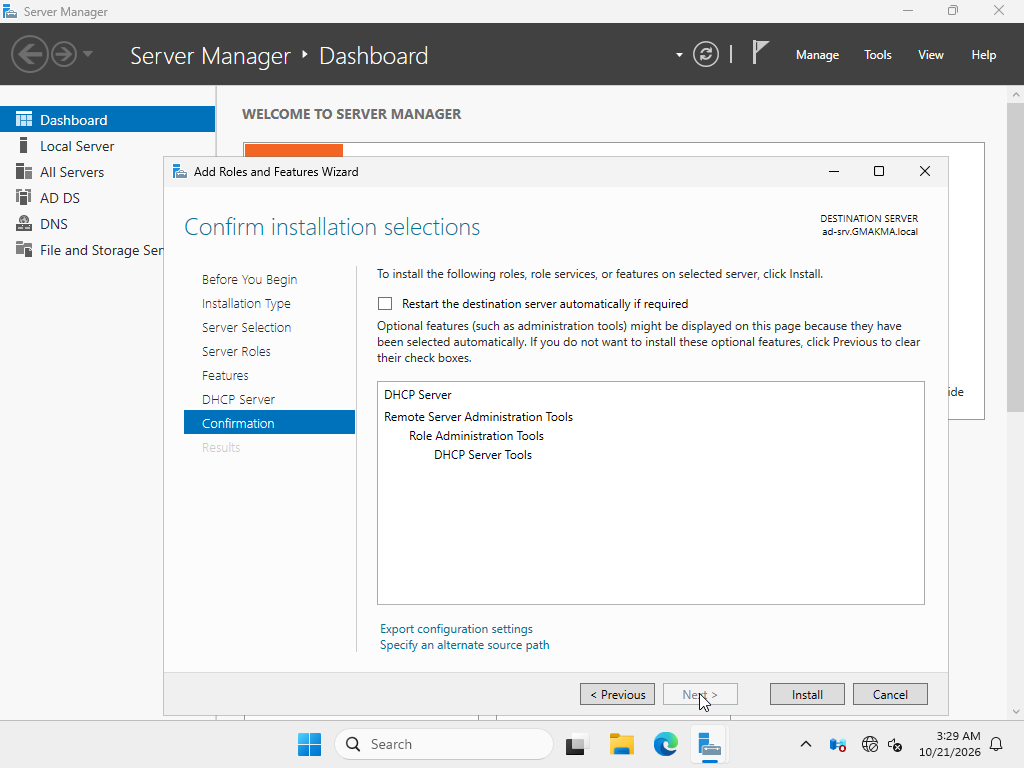 Server Manager
Server Manager ‣ Dashboard
Manage Tools View Help
Dashboard
Local Server
All Servers
AD DS
DNS
File and Storage Ser
WELCOME TO SERVER MANAGER
Add Roles and Features Wizard
Confirm installation selections
DESTINATION SERVER
ad-srv.GMAKMA.local
Before You Begin
Installation Type
Server Selection
Server Roles
Features
DHCP Server
Confirmation
Results
To install the following roles, role services, or features on selected server, click Install.
Restart the destination server automatically if required
Optional features (such as administration tools) might be displayed on this page because they have
been selected automatically. If you do not want to install these optional features, click Previous to clear
their check boxes.
DHCP Server
Remote Server Administration Tools
Role Administration Tools
DHCP Server Tools
Export configuration settings
Specify an alternate source path
< Previous
Next >
Install
Cancel
ide
Search
3:29 AM
10/21/2026